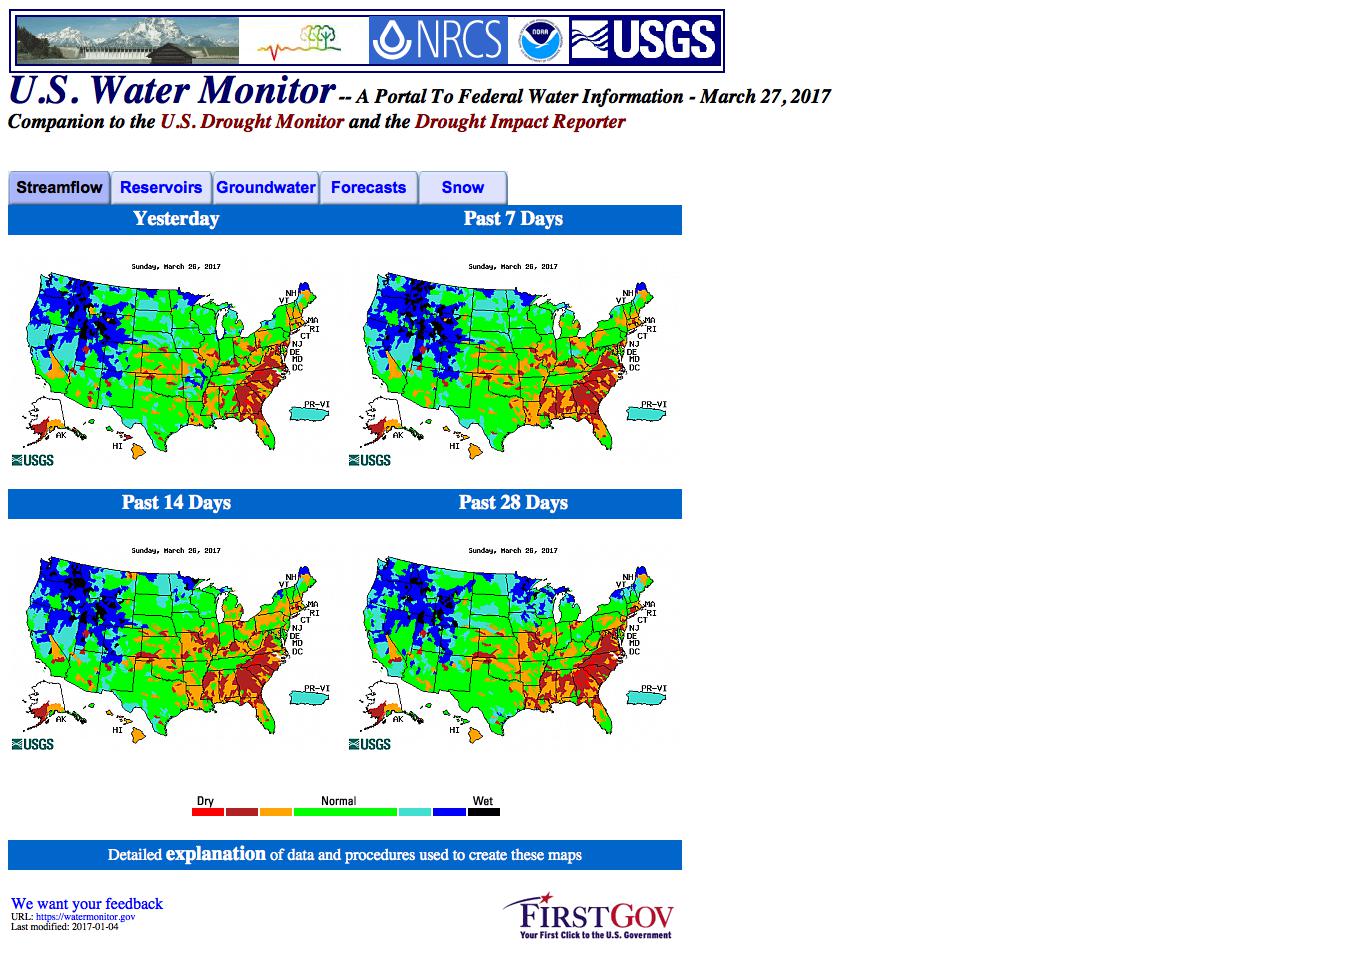 NRCS
NOAA
USGS
U.S. Water Monitor -- A Portal To Federal Water Information - March 27, 2017
Companion to the U.S. Drought Monitor and the Drought Impact Reporter
Streamflow Reservoirs Groundwater Forecasts Snow
Yesterday Past 7 Days
Sunday, March 26, 2017
NH
VT
MA
RI
CT
NJ
DE
MD
DC
PR-VI
AK
HI
USGS
Sunday, March 26, 2017
NH
VT
MA
RI
CT
NJ
DE
MD
DC
PR-VI
AK
HI
USGS
Past 14 Days Past 28 Days
Sunday, March 26, 2017
NH
VT
MA
RI
CT
NJ
DE
MD
DC
PR-VI
AK
HI
USGS
Sunday, March 26, 2017
NH
VT
MA
RI
CT
NJ
DE
MD
DC
PR-VI
AK
HI
USGS
Dry Normal Wet
Detailed explanation of data and procedures used to create these maps
We want your feedback
URL: https://watermonitor.gov
Last modified: 2017-01-04
FIRSTGOV
Your First Click to the U.S. Government